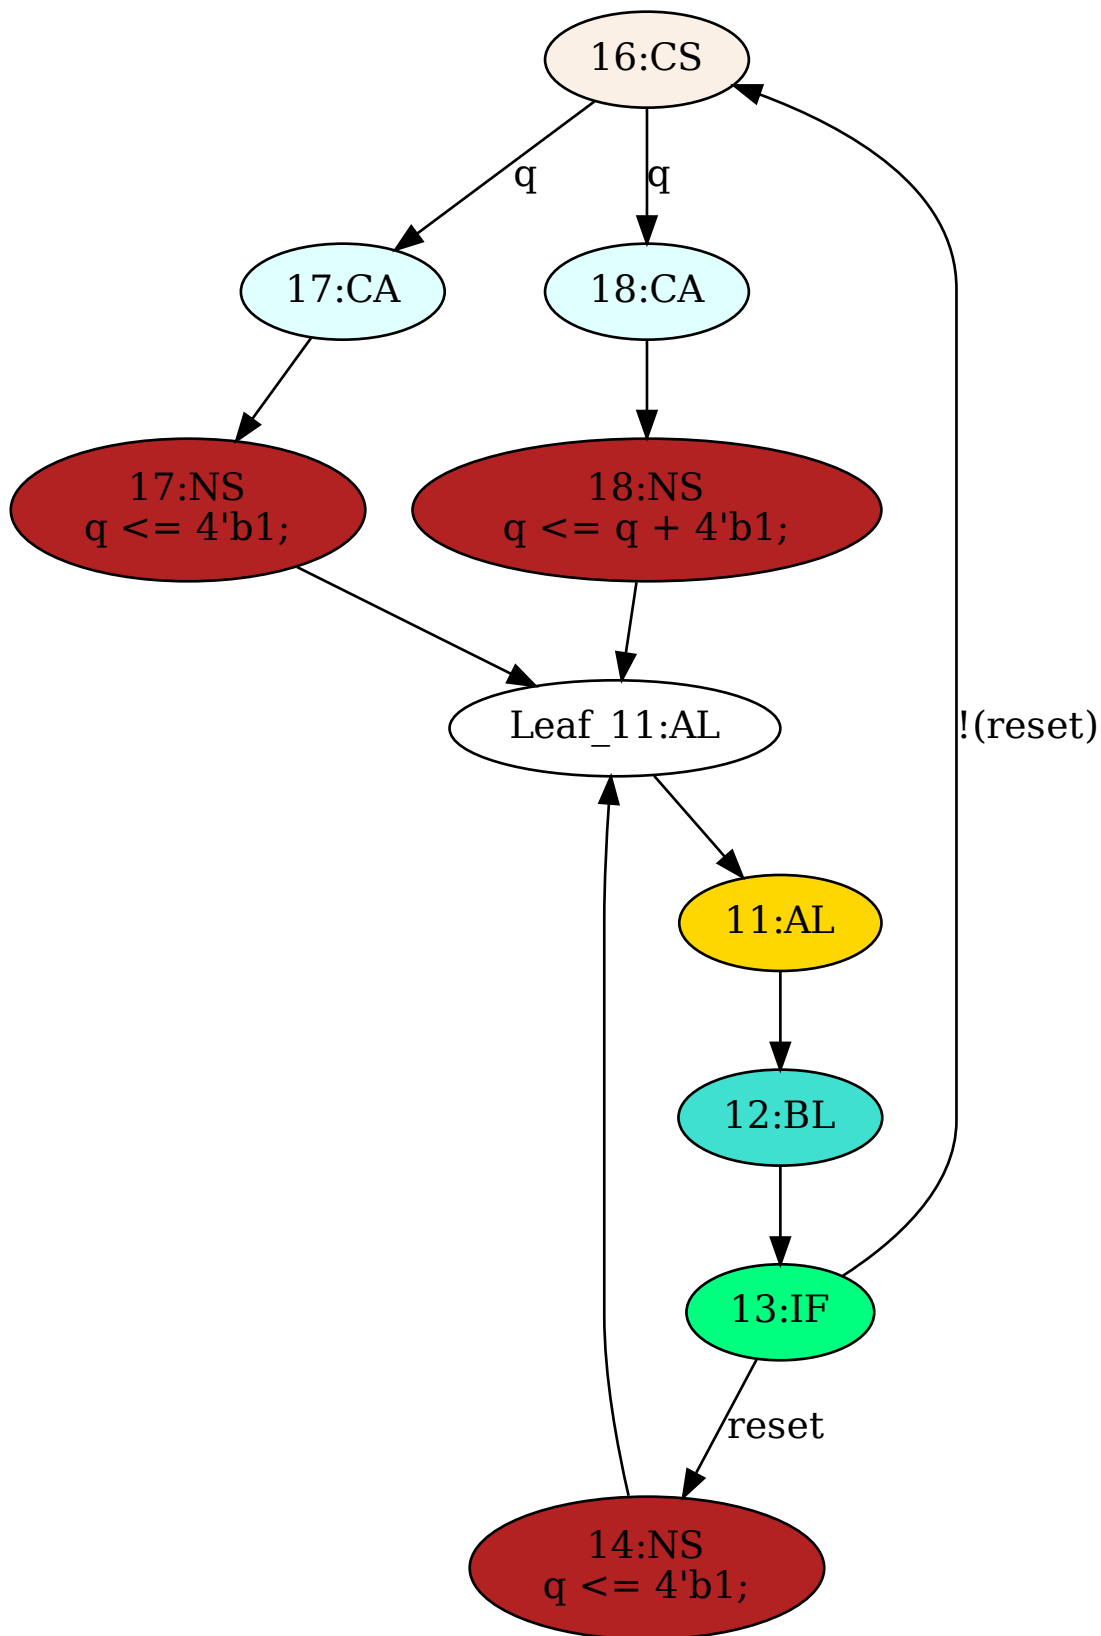 16:CS
q
q
17:CA
18:CA
17:NS
q <= 4'b1;
18:NS
q <= q + 4'b1;
Leaf_11:AL
!(reset)
11:AL
12:BL
13:IF
reset
14:NS
q <= 4'b1;